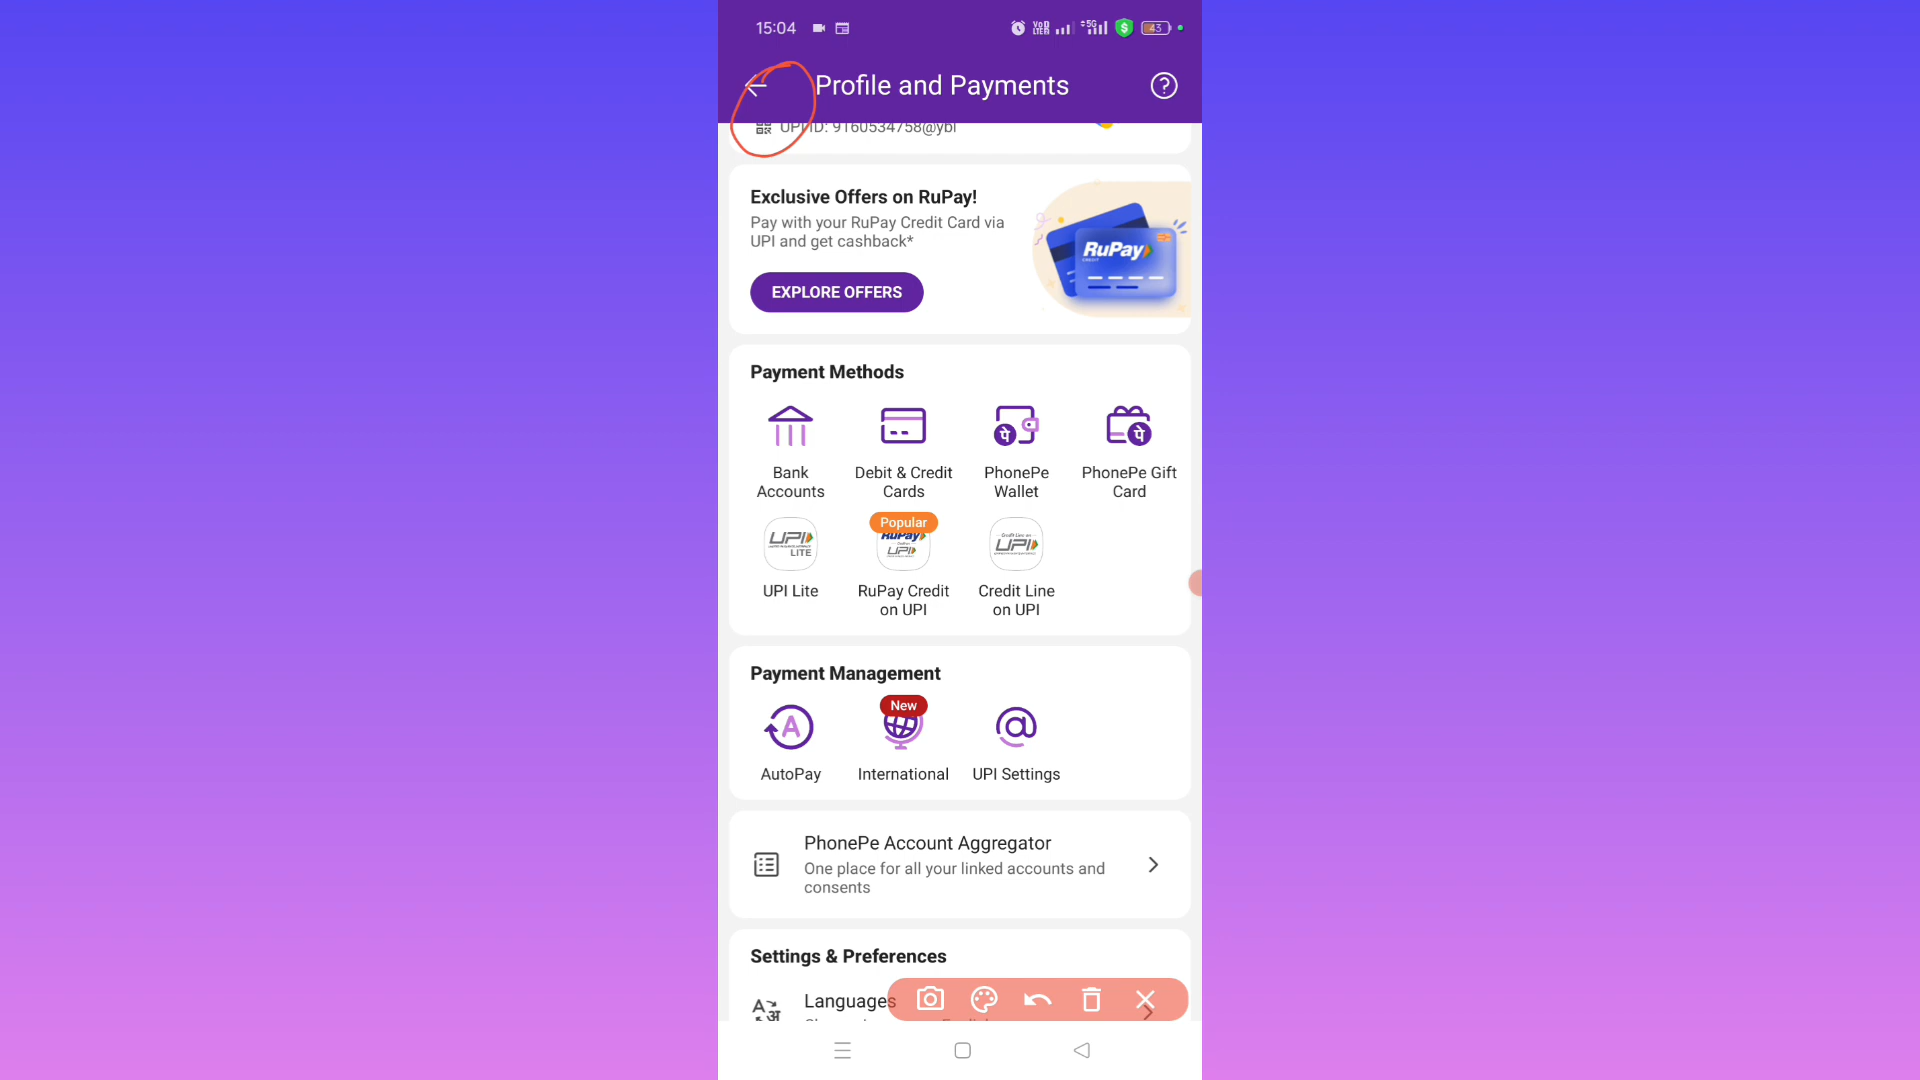 15:04
VoD
LTER
5G
43
Profile and Payments
UPI ID: 9160534758@ybl
Exclusive Offers on RuPay!
Pay with your RuPay Credit Card via
UPI and get cashback*
RuPay
EXPLORE OFFERS
Payment Methods
पे
पे
Bank
Accounts
Debit & Credit
Cards
PhonePe
Wallet
PhonePe Gift
Card
UPI
LITE
Popular
RuPay
UPI
Credit Line on
UPI
UPI Lite
RuPay Credit
on UPI
Credit Line
on UPI
Payment Management
New
AutoPay
International
UPI Settings
PhonePe Account Aggregator
One place for all your linked accounts and
consents
Settings & Preferences
Languages